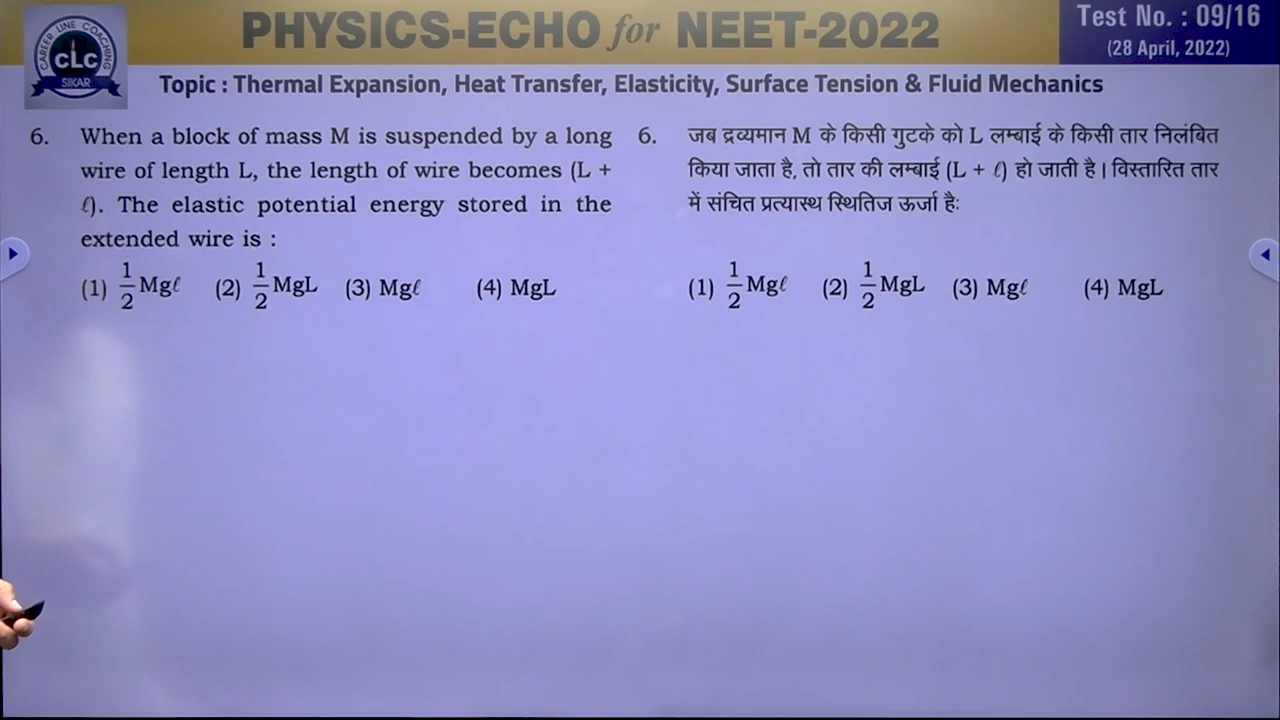 CAREER LINE COACHING
CLC
SIKAR
PHYSICS-ECHO for NEET-2022
Test No. : 09/16
(28 April, 2022)
Topic : Thermal Expansion, Heat Transfer, Elasticity, Surface Tension & Fluid Mechanics
6. When a block of mass M is suspended by a long
wire of length L, the length of wire becomes (L +
ℓ). The elastic potential energy stored in the
extended wire is :
(1) 1/2 Mgℓ (2) 1/2 MgL (3) Mgℓ (4) MgL
6. जब द्रव्यमान M के किसी गुटके को L लम्बाई के किसी तार निलंबित
किया जाता है, तो तार की लम्बाई (L + ℓ) हो जाती है। विस्तारित तार
में संचित प्रत्यास्थ स्थितिज ऊर्जा है:
(1) 1/2 Mgℓ (2) 1/2 MgL (3) Mgℓ (4) MgL